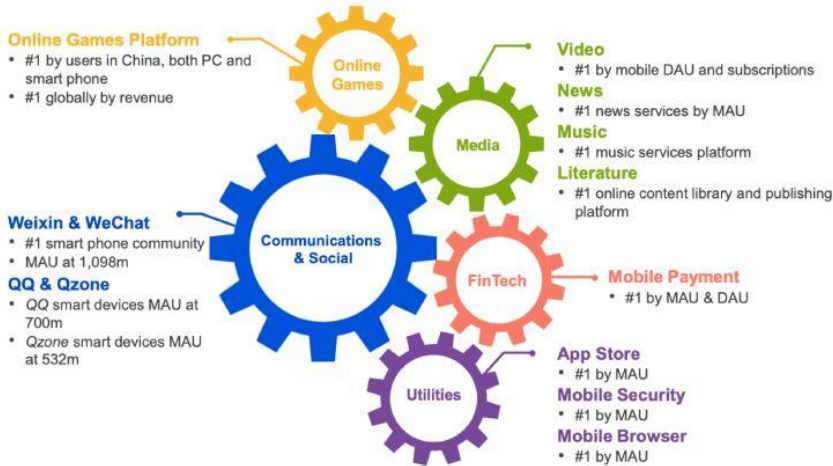 Online Games Platform
• #1 by users in China, both PC and
smart phone
• #1 globally by revenue
Online
Games
Video
• #1 by mobile DAU and subscriptions
News
• #1 news services by MAU
Music
• #1 music services platform
Literature
• #1 online content library and publishing
platform
Media
Weixin & WeChat
• #1 smart phone community
• MAU at 1,098m
QQ & Qzone
• QQ smart devices MAU at
700m
• Qzone smart devices MAU
at 532m
Communications
& Social
FinTech
Mobile Payment
• #1 by MAU & DAU
Utilities
App Store
• #1 by MAU
Mobile Security
• #1 by MAU
Mobile Browser
• #1 by MAU